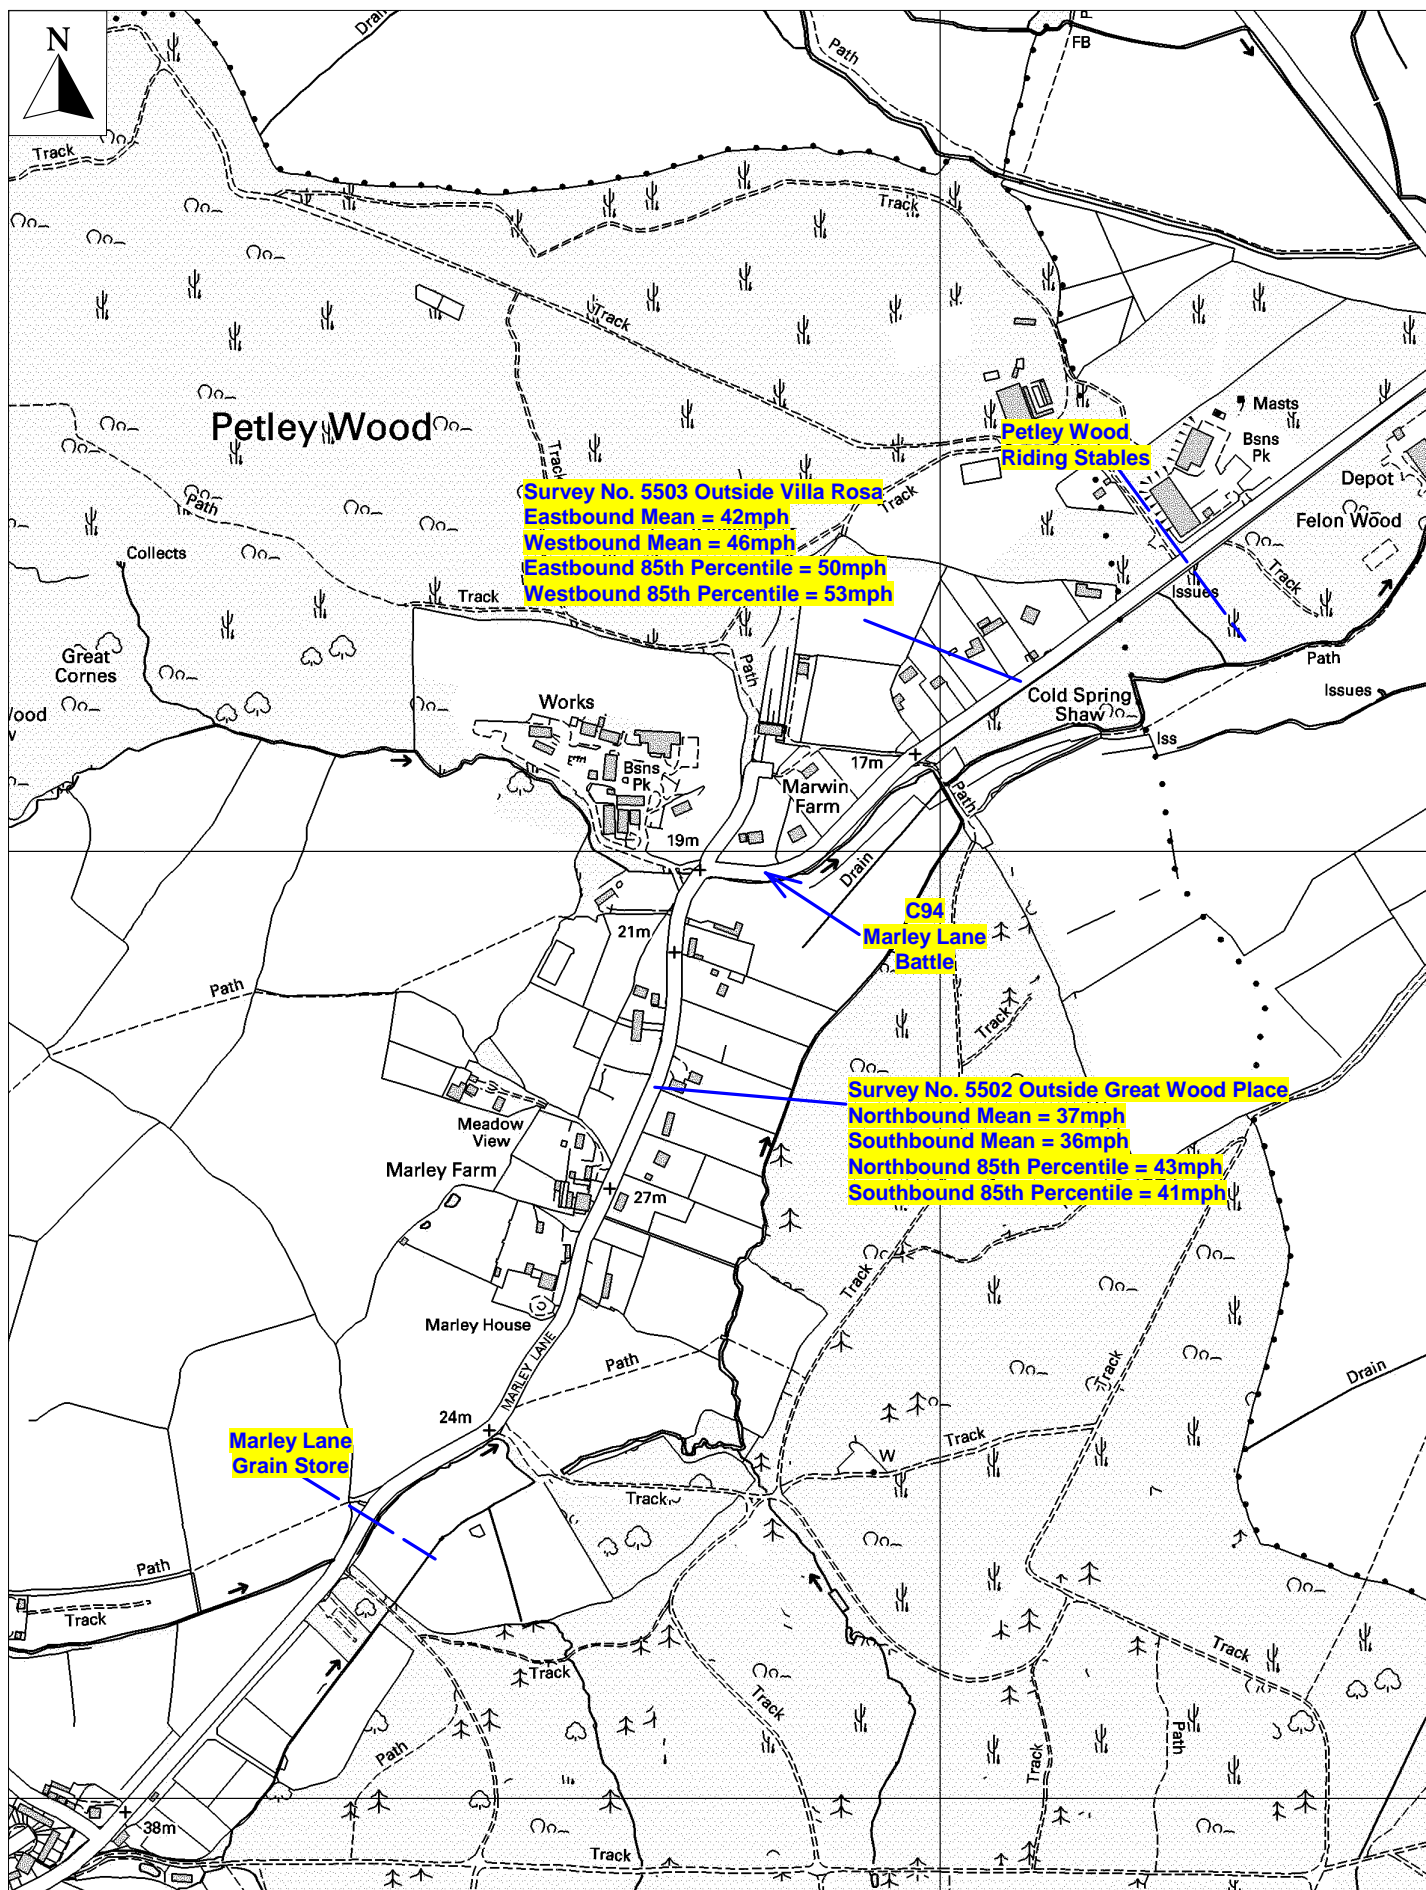 N
Drain
Path
FB
Track
Track
Track
Petley Wood
Masts
Bsns
Pk
Petley Wood
Riding Stables
Depot
Felon Wood
Track
Track
Path
Survey No. 5503 Outside Villa Rosa
Eastbound Mean = 42mph
Westbound Mean = 46mph
Eastbound 85th Percentile = 50mph
Westbound 85th Percentile = 53mph
Collects
Track
Track
Issues
Great
Cornes
Path
Path
Issues
Works
Cold Spring
Shaw
Iss
Bsns
Pk
17m
Marwin
Farm
Path
19m
Drain
C94
Marley Lane
Battle
21m
Path
Track
Survey No. 5502 Outside Great Wood Place
Northbound Mean = 37mph
Southbound Mean = 36mph
Northbound 85th Percentile = 43mph
Southbound 85th Percentile = 41mph
Meadow
View
Marley Farm
27m
Track
Marley House
MARLEY LANE
Path
Track
Drain
24m
Marley Lane
Grain Store
W
Track
Track
Path
Track
Track
Track
Track
Path
Path
Track
38m
Track